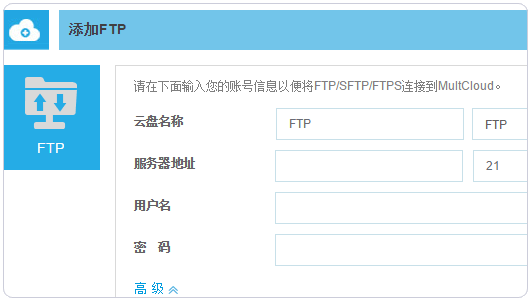 添加FTP
FTP
请在下面输入您的账号信息以便将FTP/SFTP/FTPS连接到MultCloud。
云盘名称 FTP FTP
服务器地址 21
用户名
密 码
高 级